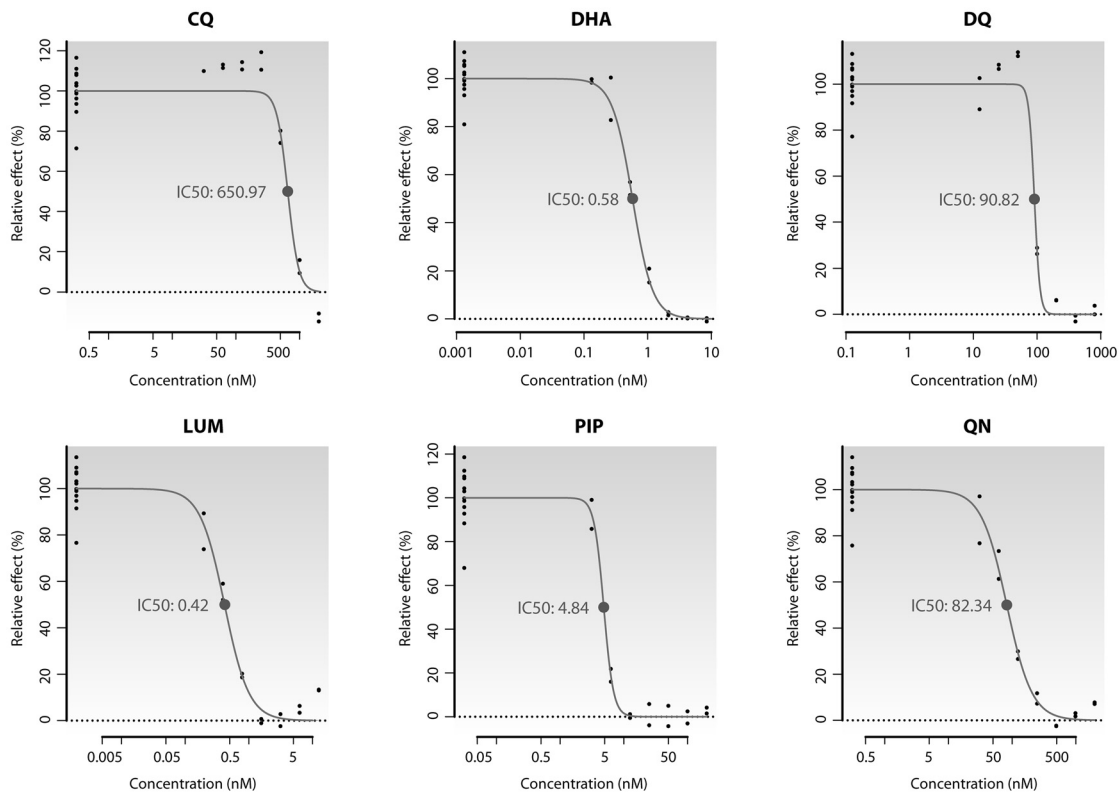 CQ
Relative effect (%)
120
100
80
60
40
20
0
IC50: 650.97
0.5 5 50 500
Concentration (nM)
DHA
Relative effect (%)
100
80
60
40
20
0
IC50: 0.58
0.001 0.01 0.1 1 10
Concentration (nM)
DQ
Relative effect (%)
100
80
60
40
20
0
IC50: 90.82
0.1 1 10 100 1000
Concentration (nM)
LUM
Relative effect (%)
100
80
60
40
20
0
IC50: 0.42
0.005 0.05 0.5 5
Concentration (nM)
PIP
Relative effect (%)
120
100
80
60
40
20
0
IC50: 4.84
0.05 0.5 5 50
Concentration (nM)
QN
Relative effect (%)
100
80
60
40
20
0
IC50: 82.34
0.5 5 50 500
Concentration (nM)